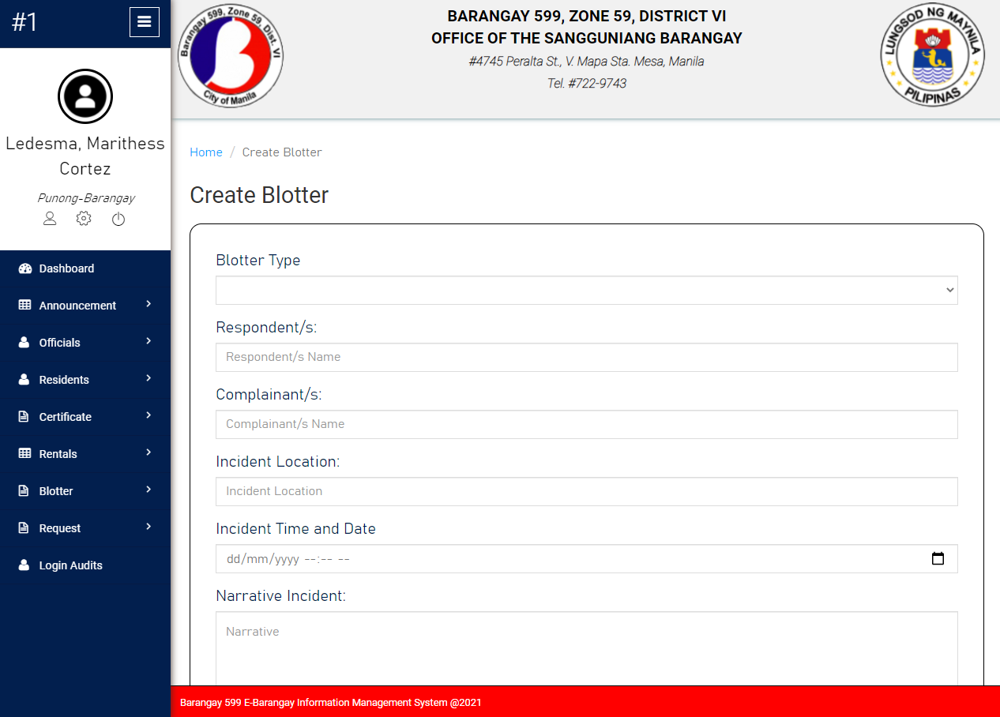 #1
Ledesma, Marithess
Cortez
Punong-Barangay
Dashboard
Announcement
Officials
Residents
Certificate
Rentals
Blotter
Request
Login Audits
Barangay 599, Zone 59, Dist. VI
City of Manila
BARANGAY 599, ZONE 59, DISTRICT VI
OFFICE OF THE SANGGUNIANG BARANGAY
#4745 Peralta St., V. Mapa Sta. Mesa, Manila
Tel. #722-9743
LUNGSOD NG MAYNILA
PILIPINAS
Home / Create Blotter
Create Blotter
Blotter Type
Respondent/s:
Respondent/s Name
Complainant/s:
Complainant/s Name
Incident Location:
Incident Location
Incident Time and Date
dd/mm/yyyy --:-- --
Narrative Incident:
Narrative
Barangay 599 E-Barangay Information Management System @2021